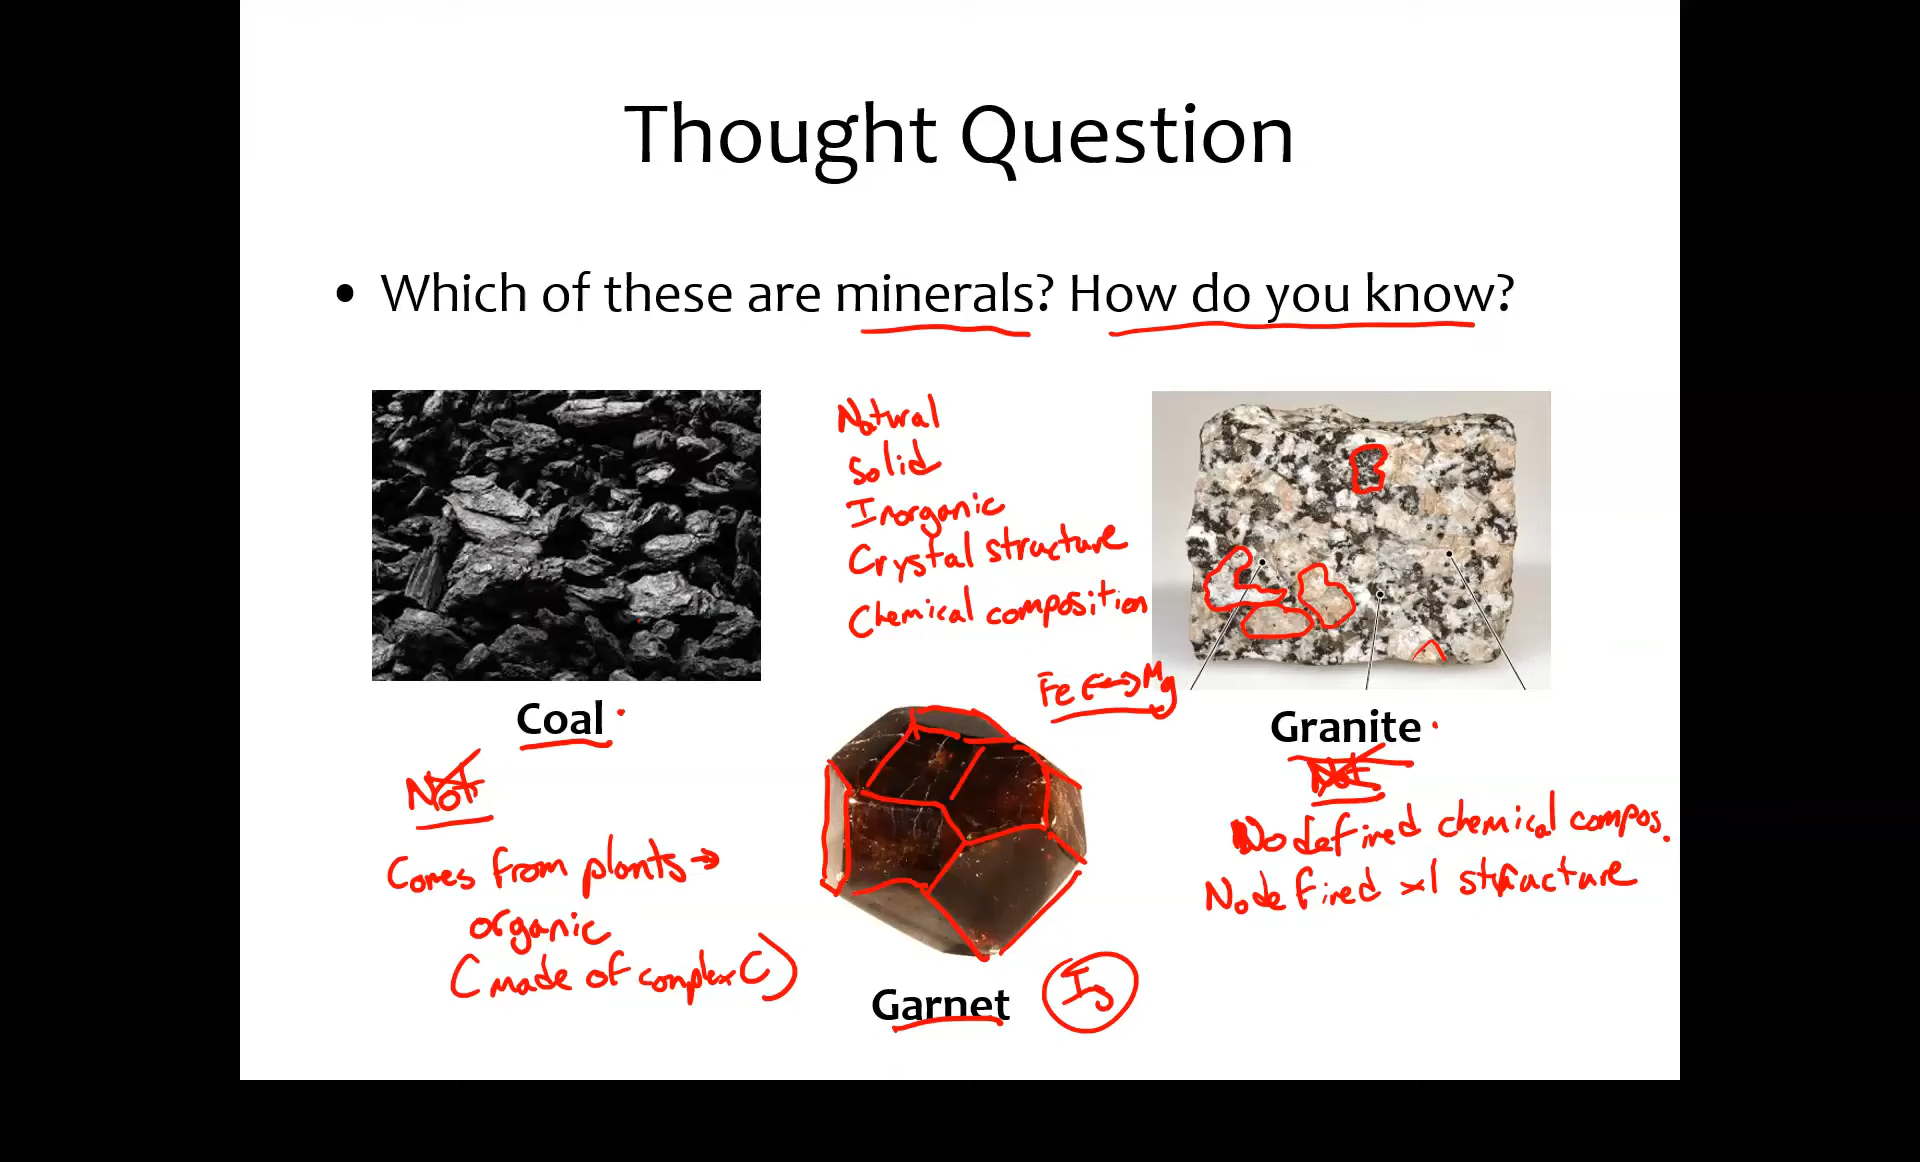 Thought Question
• Which of these are minerals? How do you know?
Natural
Solid
Inorganic
Crystal structure
Chemical composition
Fe ↔ Mg
Coal
Not
Comes from plants →
organic
(made of complex C)
Garnet
Is
Granite
Not
No defined chemical compos.
No defined xl structure